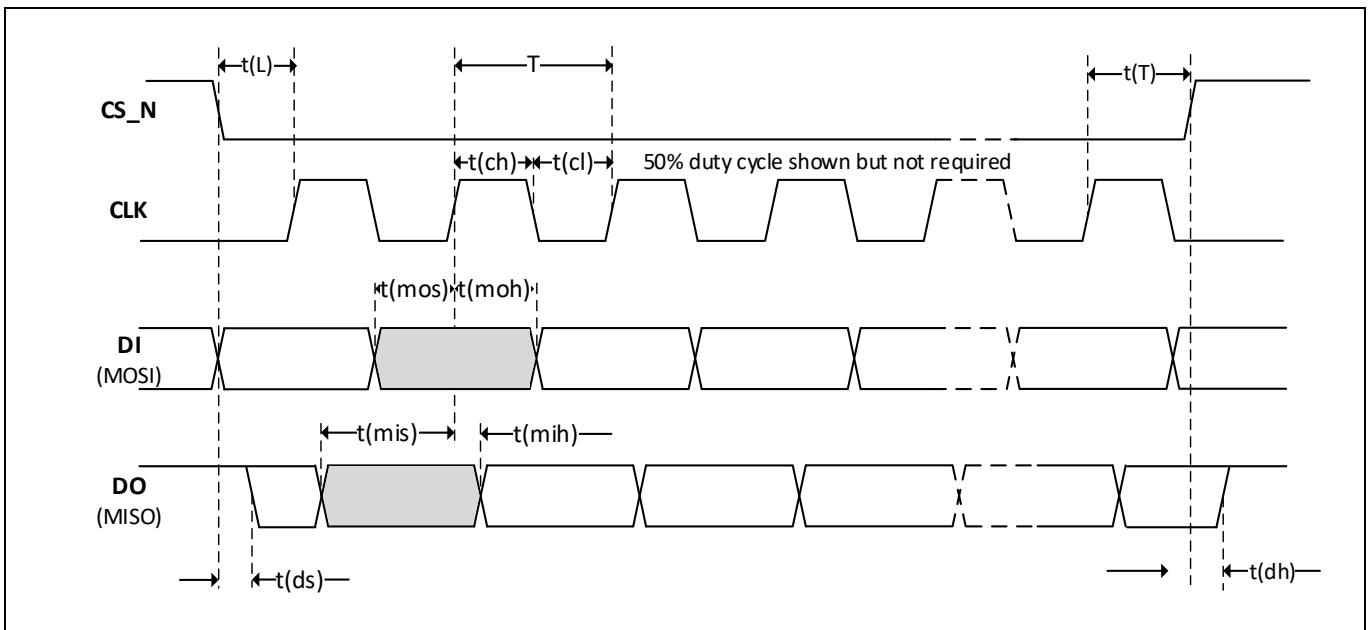 t(L)
T
t(T)
CS_N
t(ch)
t(cl)
50% duty cycle shown but not required
CLK
t(mos)
t(moh)
DI
(MOSI)
t(mis)
t(mih)
DO
(MISO)
t(ds)
t(dh)